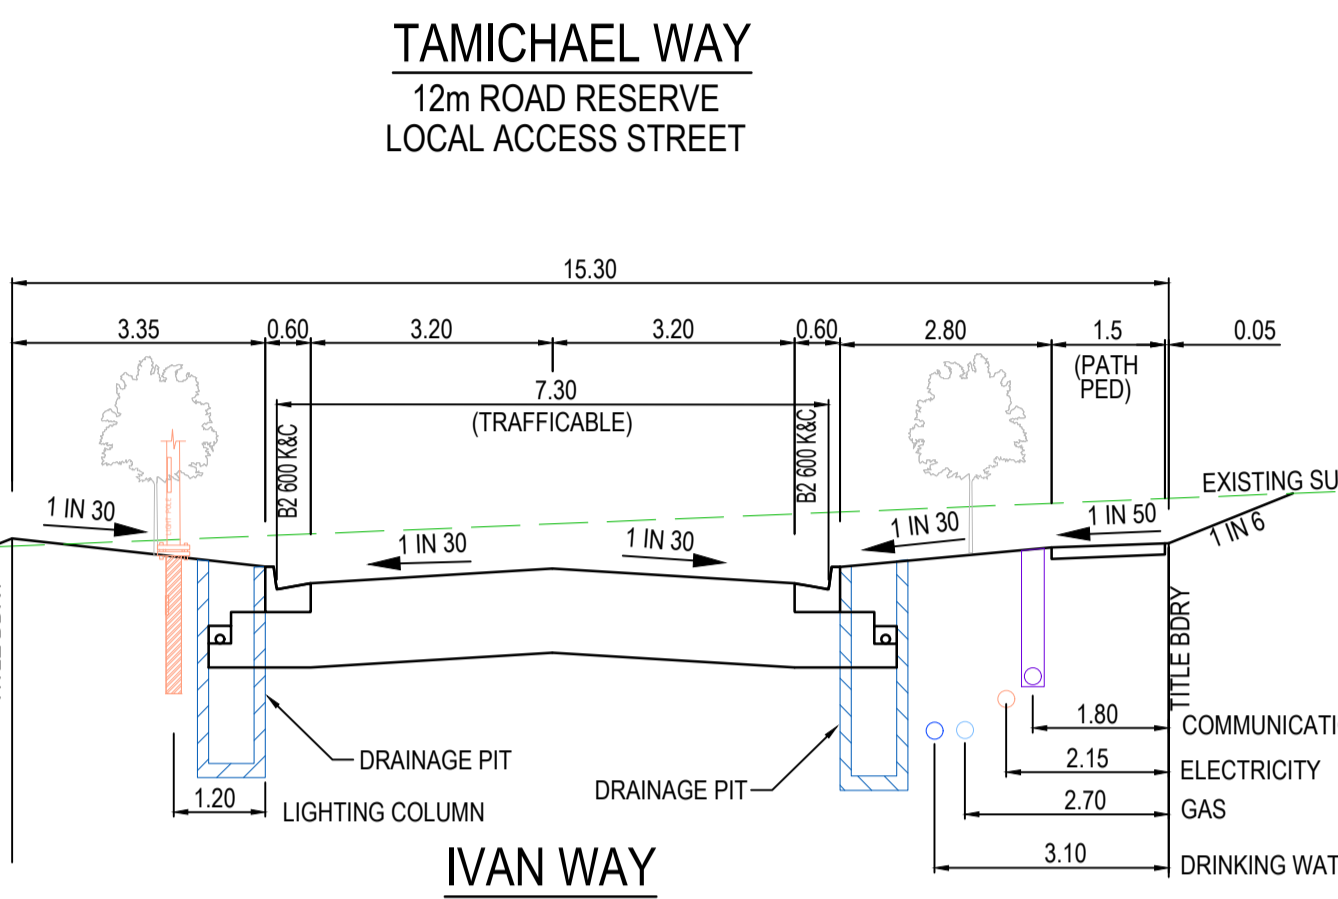 TAMICHAEL WAY
12m ROAD RESERVE
LOCAL ACCESS STREET
15.30
3.35 0.60 3.20 3.20 0.60 2.80 1.5 0.05
(PATH
PED)
7.30
(TRAFFICABLE)
B2 600 K&C
B2 600 K&C
EXISTING SU
1 IN 30
1 IN 30
1 IN 30
1 IN 30
1 IN 50
1 IN 6
TITLE BDRY
1.80 COMMUNICATI
2.15 ELECTRICITY
2.70 GAS
3.10 DRINKING WAT
DRAINAGE PIT
DRAINAGE PIT
1.20
LIGHTING COLUMN
IVAN WAY